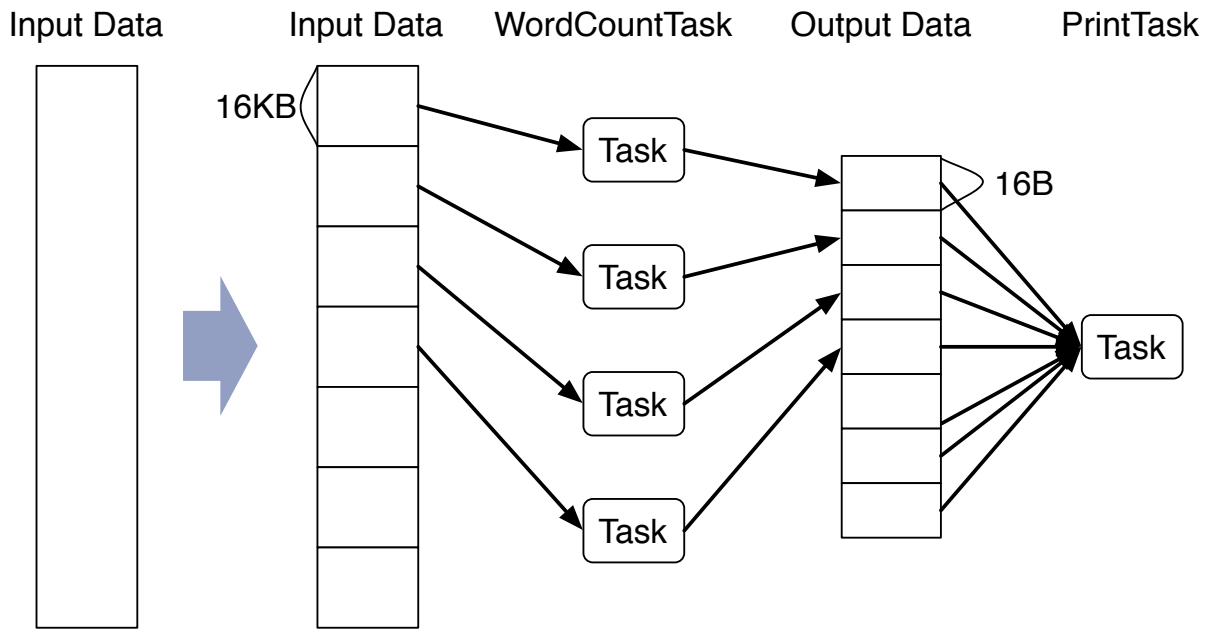 Input Data
Input Data
WordCountTask
Output Data
PrintTask
16KB
Task
Task
Task
Task
16B
Task